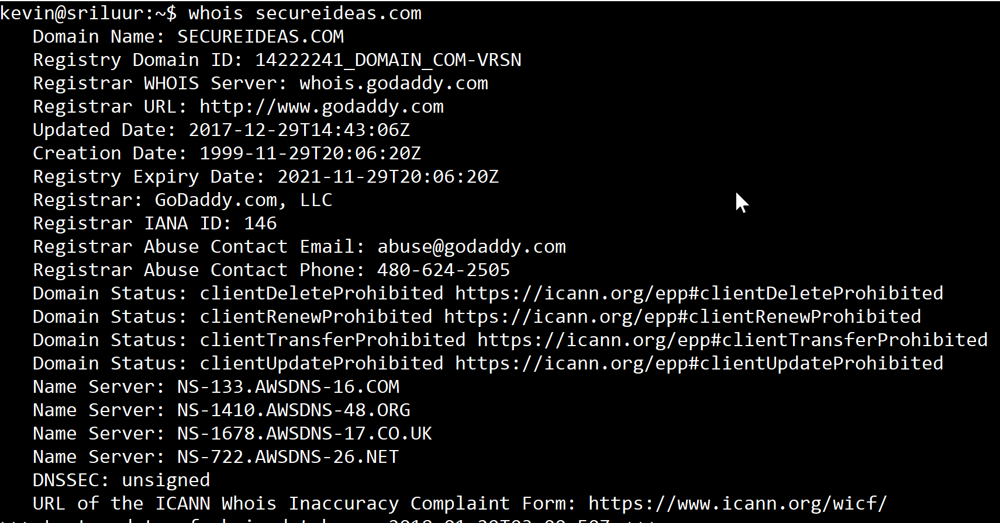 kevin@sriluur:~$ whois secureideas.com
Domain Name: SECUREIDEAS.COM
Registry Domain ID: 14222241_DOMAIN_COM-VRSN
Registrar WHOIS Server: whois.godaddy.com
Registrar URL: http://www.godaddy.com
Updated Date: 2017-12-29T14:43:06Z
Creation Date: 1999-11-29T20:06:20Z
Registry Expiry Date: 2021-11-29T20:06:20Z
Registrar: GoDaddy.com, LLC
Registrar IANA ID: 146
Registrar Abuse Contact Email: abuse@godaddy.com
Registrar Abuse Contact Phone: 480-624-2505
Domain Status: clientDeleteProhibited https://icann.org/epp#clientDeleteProhibited
Domain Status: clientRenewProhibited https://icann.org/epp#clientRenewProhibited
Domain Status: clientTransferProhibited https://icann.org/epp#clientTransferProhibited
Domain Status: clientUpdateProhibited https://icann.org/epp#clientUpdateProhibited
Name Server: NS-133.AWSDNS-16.COM
Name Server: NS-1410.AWSDNS-48.ORG
Name Server: NS-1678.AWSDNS-17.CO.UK
Name Server: NS-722.AWSDNS-26.NET
DNSSEC: unsigned
URL of the ICANN Whois Inaccuracy Complaint Form: https://www.icann.org/wicf/